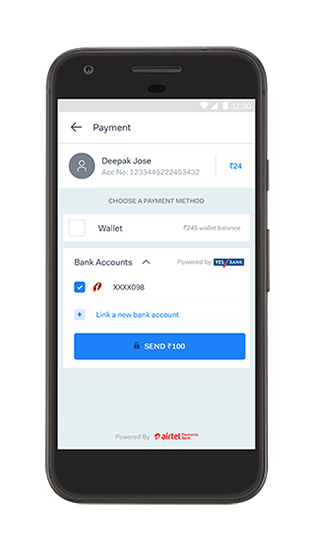 12:30
Payment
Deepak Jose
Acc No: 1233445222453432
₹24
CHOOSE A PAYMENT METHOD
Wallet
₹245 wallet balance
Bank Accounts
Powered by YES BANK
XXXX098
Link a new bank account
SEND ₹100
Powered By airtel Payments Bank